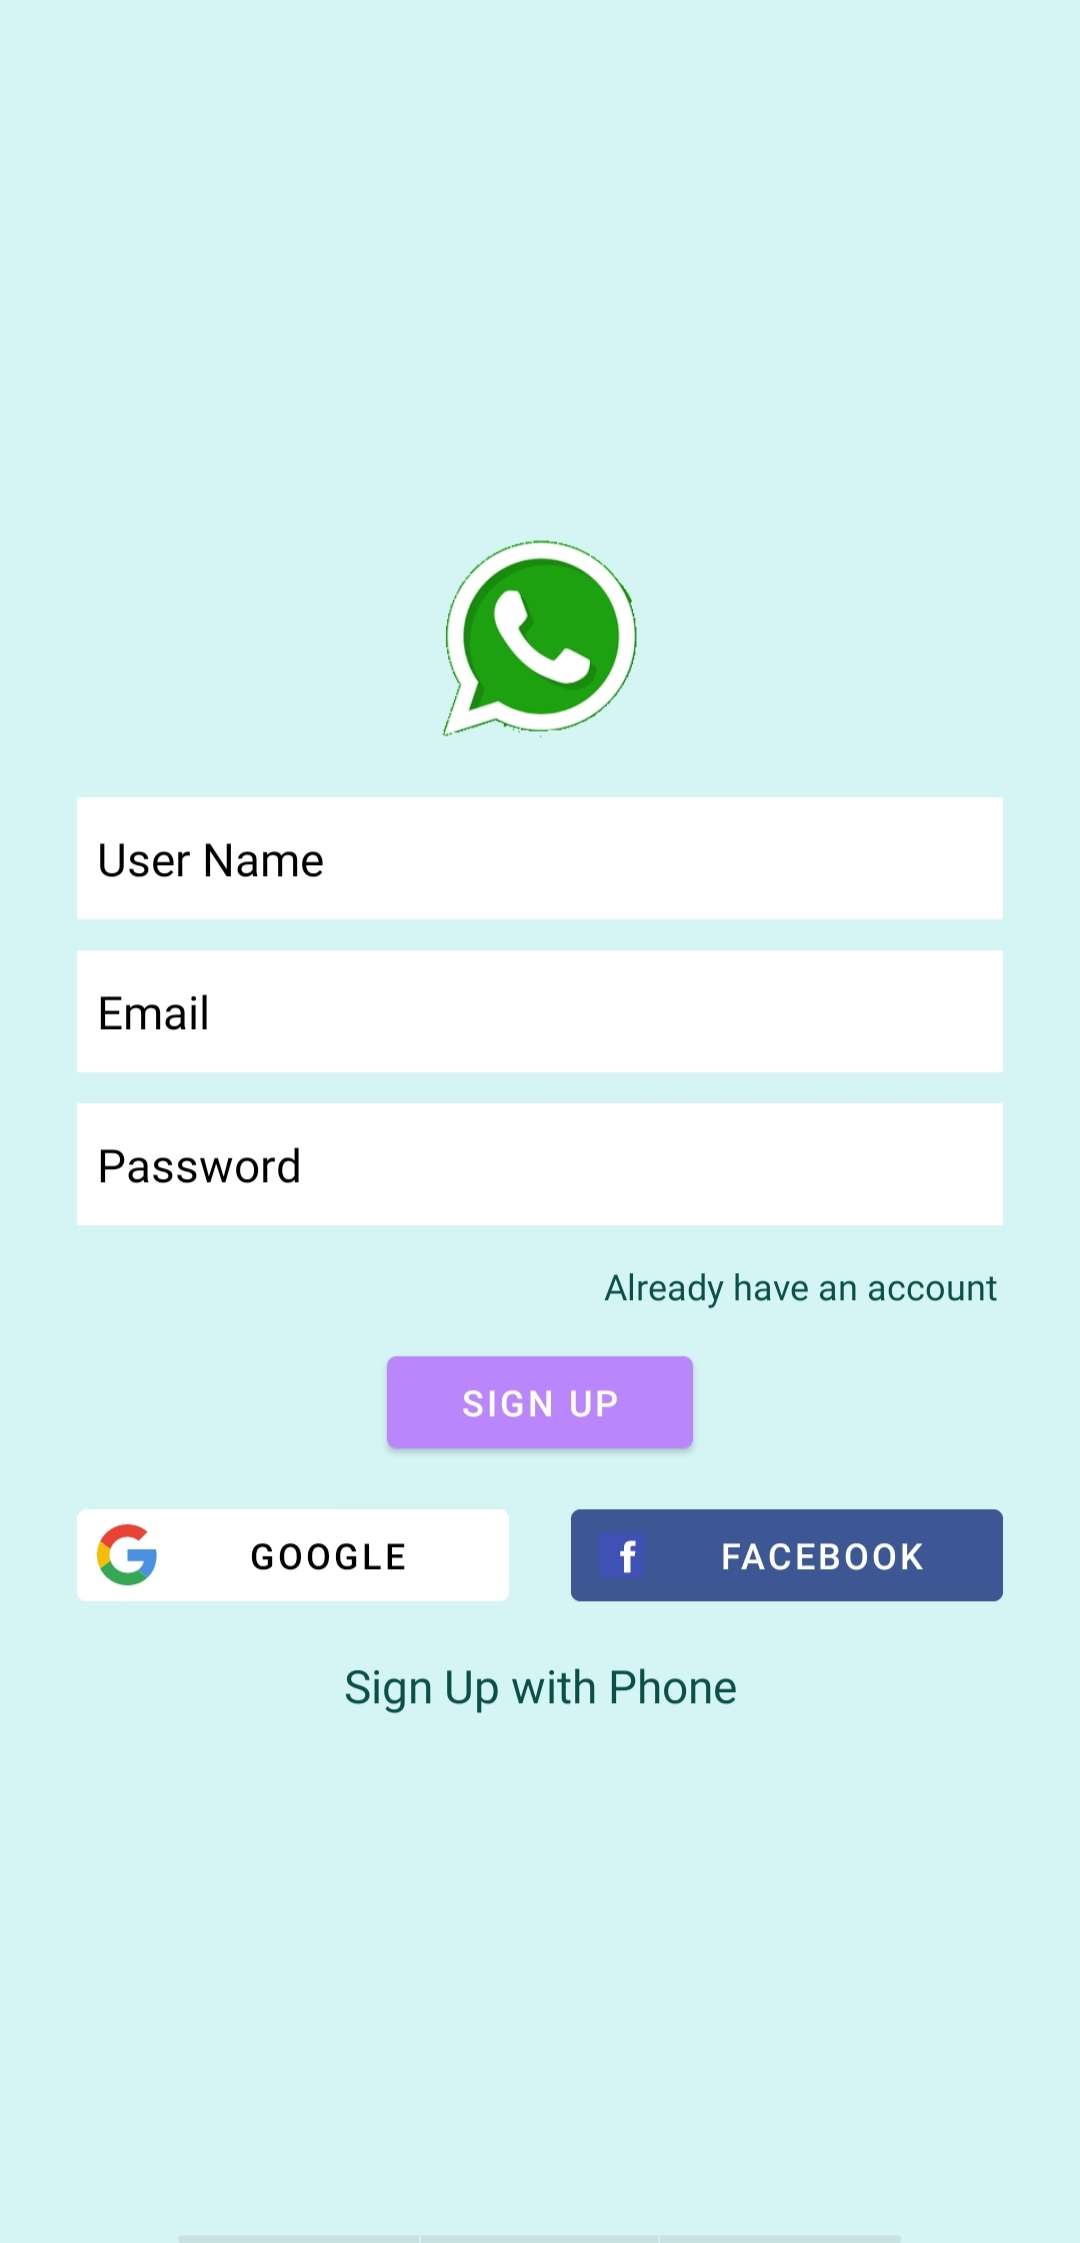 User Name
Email
Password
Already have an account
SIGN UP
GOOGLE
f FACEBOOK
Sign Up with Phone